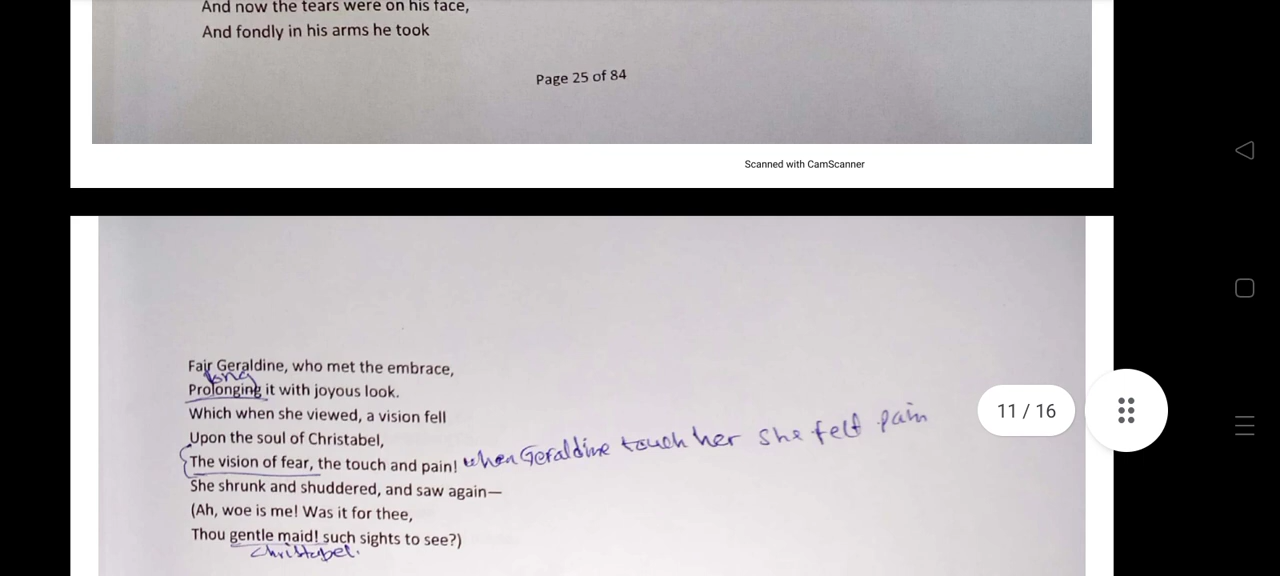 And now the tears were on his face,
And fondly in his arms he took
Page 25 of 84
Scanned with CamScanner
Fair Geraldine, who met the embrace,
long
Prolonging it with joyous look.
Which when she viewed, a vision fell
Upon the soul of Christabel,
The vision of fear, the touch and pain! when Geraldine touch her she felt pain
She shrunk and shuddered, and saw again—
(Ah, woe is me! Was it for thee,
Thou gentle maid! such sights to see?)
Christabel.
11 / 16